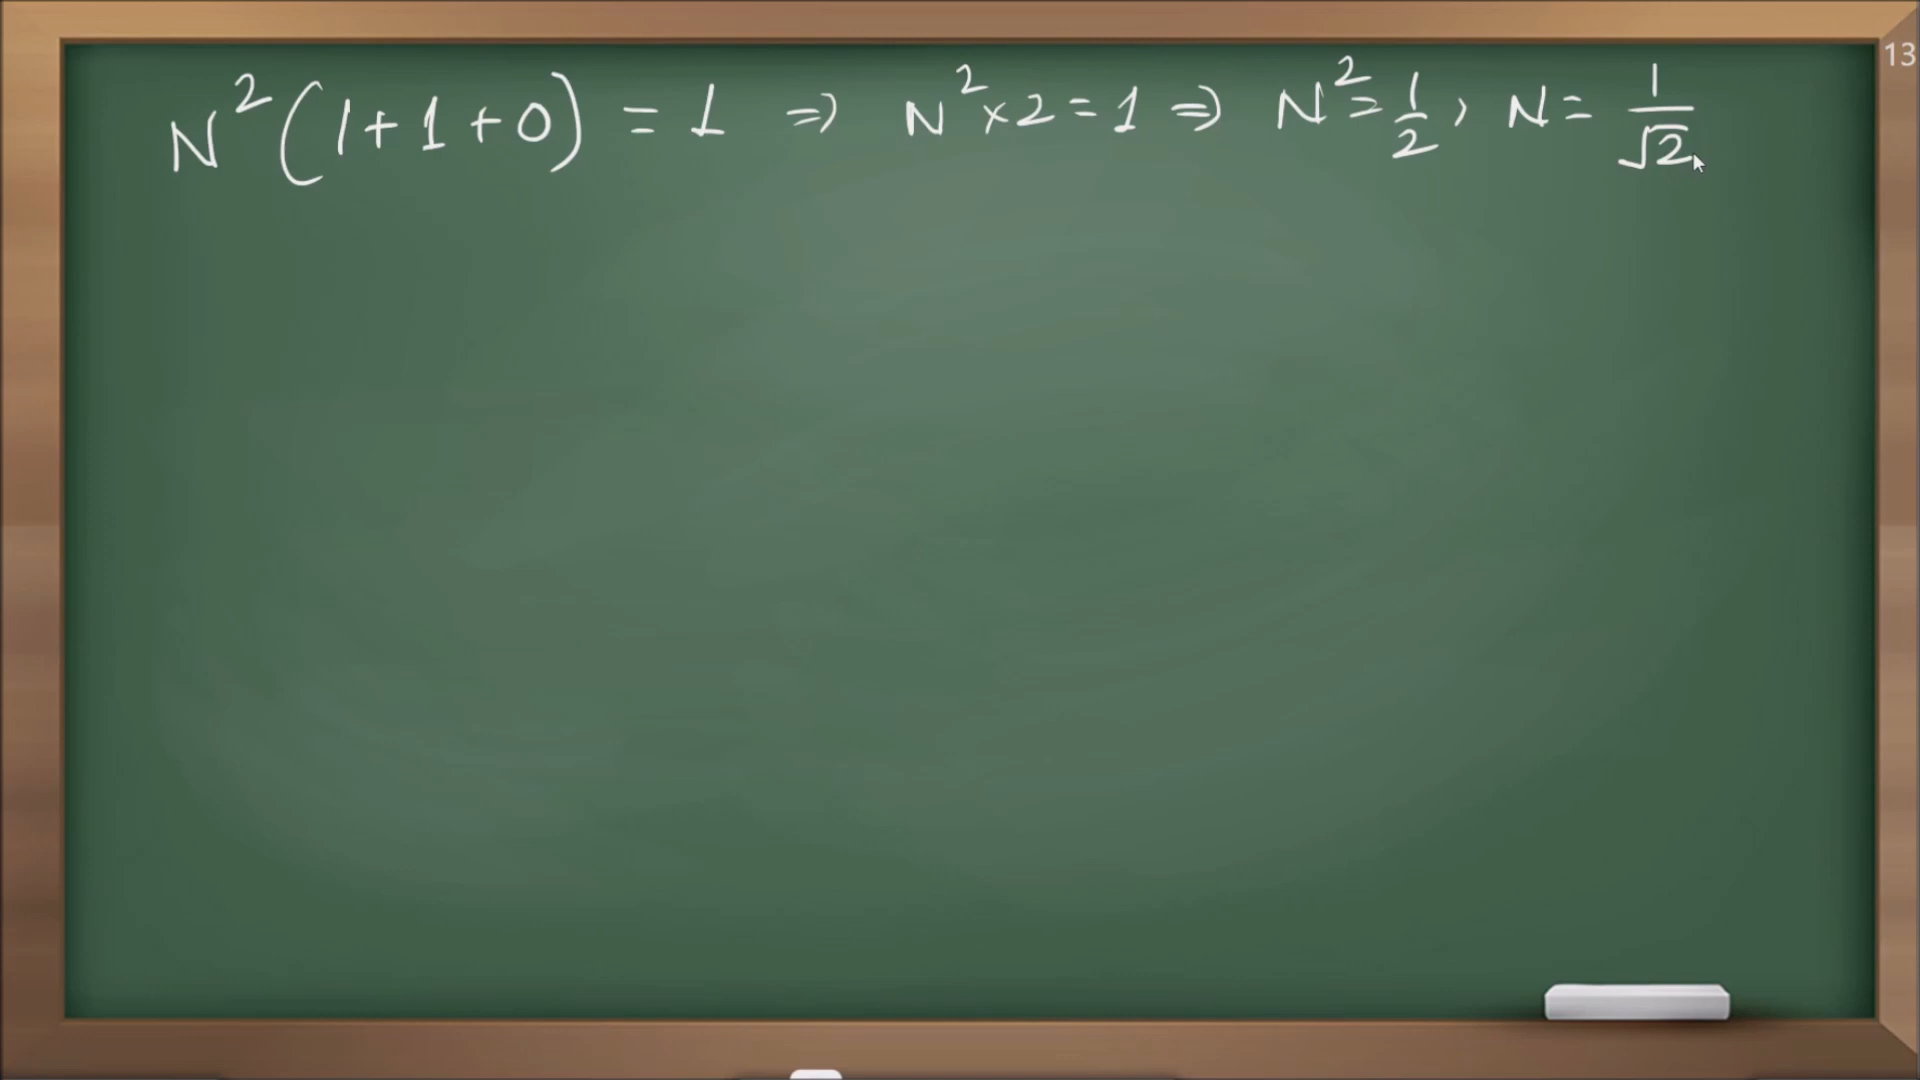 N²(1+1+0) = 1 ⇒ N²×2=1 ⇒ N²=1/2, N=1/√2
13